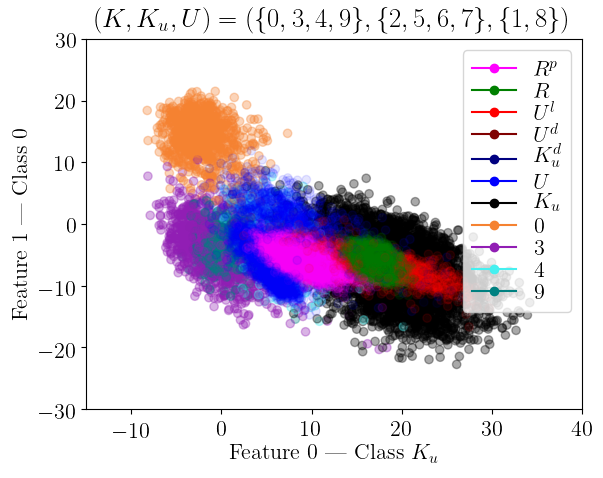 (K, K_u, U) = ({0, 3, 4, 9}, {2, 5, 6, 7}, {1, 8})
30
20
10
0
−10
−20
−30
Feature 1 — Class 0
R^p
R
U^l
U^d
K_u^d
U
K_u
0
3
4
9
−10
0
10
20
30
40
Feature 0 — Class K_u